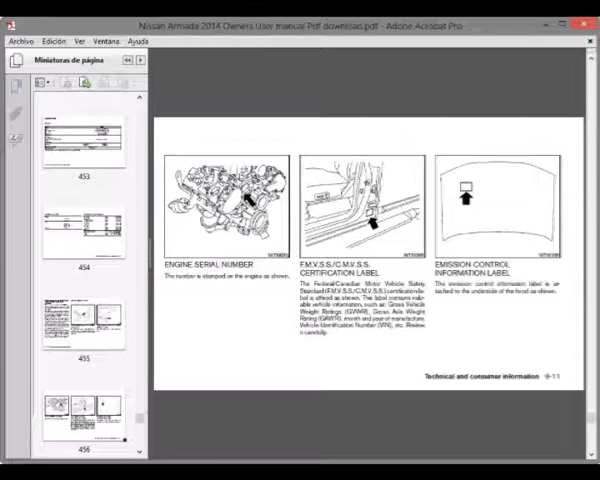 Nissan Armada 2014 Owners User manual Pdf download.pdf - Adobe Acrobat Pro
Archivo Edición Ver Ventana Ayuda
Miniaturas de página
453
454
455
456
ENGINE SERIAL NUMBER
The number is stamped on the engine as shown.
F.M.V.S.S./C.M.V.S.S.
CERTIFICATION LABEL
The Federal/Canadian Motor Vehicle Safety
Standard (F.M.V.S.S./C.M.V.S.S.) certification la-
bel is affixed as shown. This label contains valu-
able vehicle information, such as: Gross Vehicle
Weight Ratings (GVWR), Gross Axle Weight
Rating (GAWR), month and year of manufacture,
Vehicle Identification Number (VIN), etc. Review
it carefully.
EMISSION CONTROL
INFORMATION LABEL
The emission control information label is at-
tached to the underside of the hood as shown.
Technical and consumer information 9-11